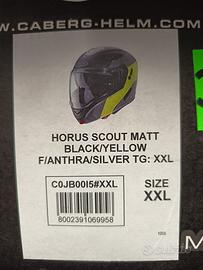 WWW.CABERG-HELM.COM
HORUS SCOUT MATT
BLACK/YELLOW
F/ANTHRA/SILVER TG: XXL
C0JB00I5#XXL
8002391069958
SIZE
XXL
M